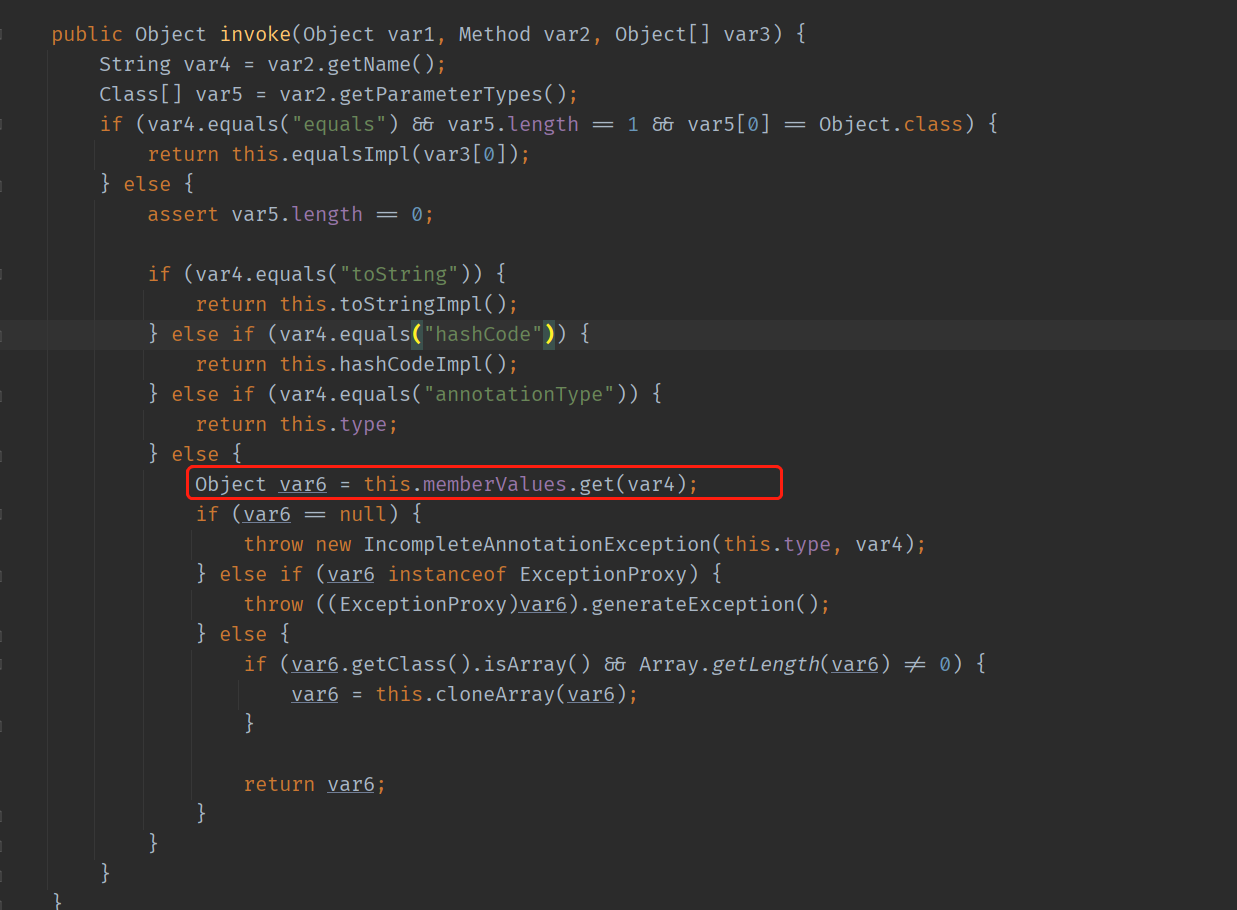 public Object invoke(Object var1, Method var2, Object[] var3) {
    String var4 = var2.getName();
    Class[] var5 = var2.getParameterTypes();
    if (var4.equals("equals") && var5.length == 1 && var5[0] == Object.class) {
        return this.equalsImpl(var3[0]);
    } else {
        assert var5.length == 0;

        if (var4.equals("toString")) {
            return this.toStringImpl();
        } else if (var4.equals("hashCode")) {
            return this.hashCodeImpl();
        } else if (var4.equals("annotationType")) {
            return this.type;
        } else {
            Object var6 = this.memberValues.get(var4);
            if (var6 == null) {
                throw new IncompleteAnnotationException(this.type, var4);
            } else if (var6 instanceof ExceptionProxy) {
                throw ((ExceptionProxy)var6).generateException();
            } else {
                if (var6.getClass().isArray() && Array.getLength(var6) != 0) {
                    var6 = this.cloneArray(var6);
                }

                return var6;
            }
        }
    }
}